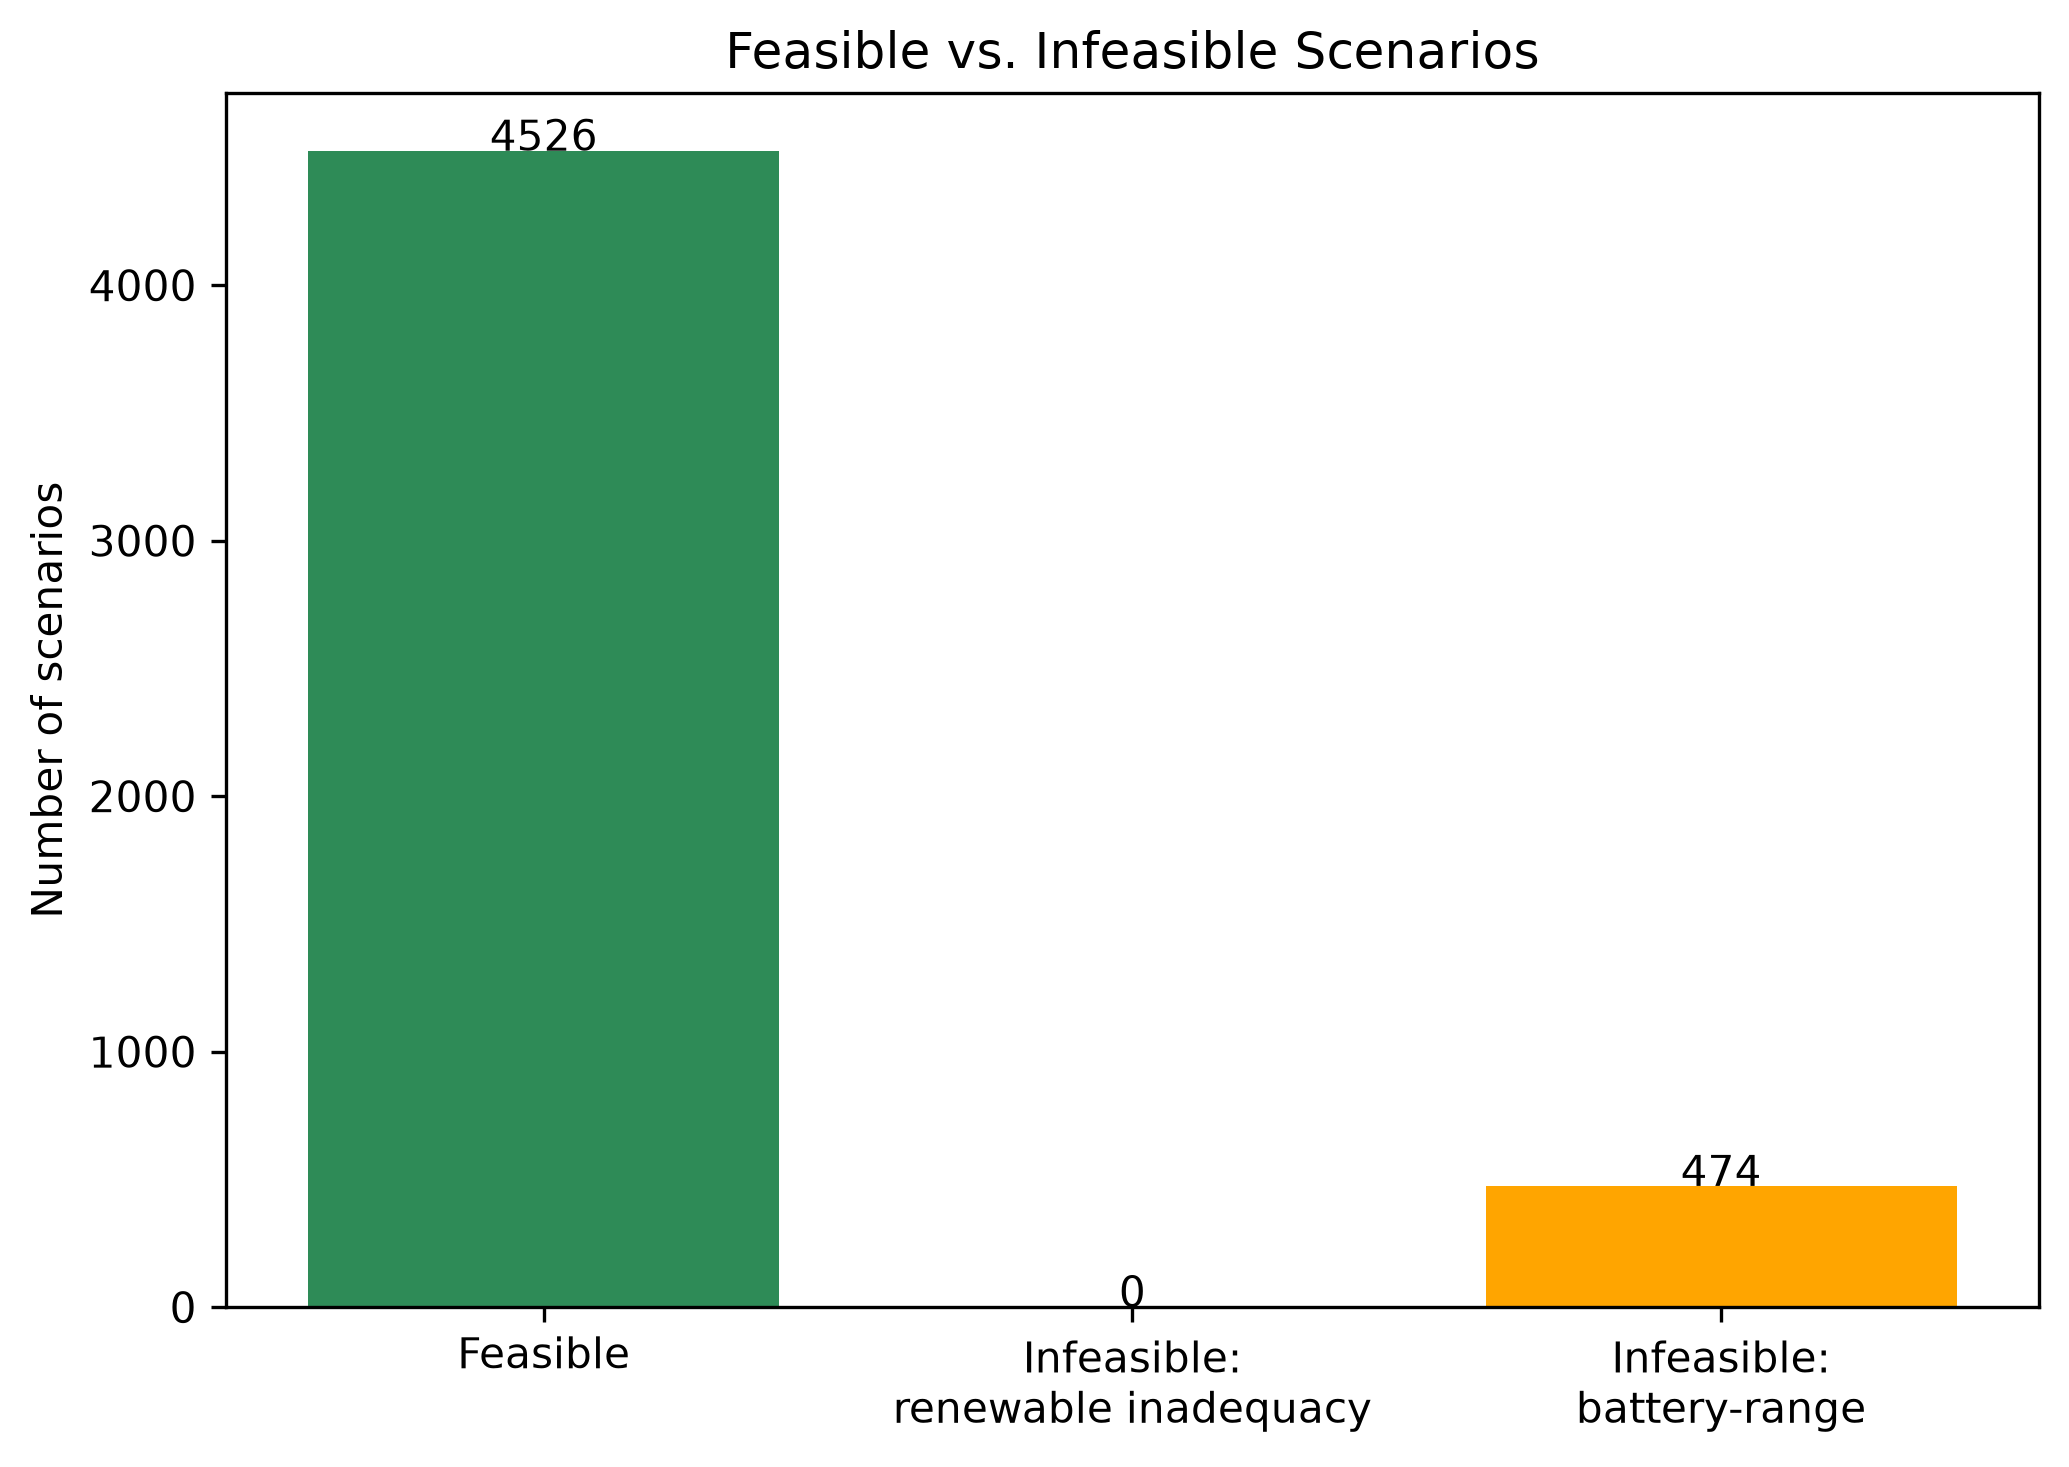 Feasible vs. Infeasible Scenarios
Number of scenarios
4000
3000
2000
1000
0
4526
0
474
Feasible
Infeasible:
renewable inadequacy
Infeasible:
battery-range